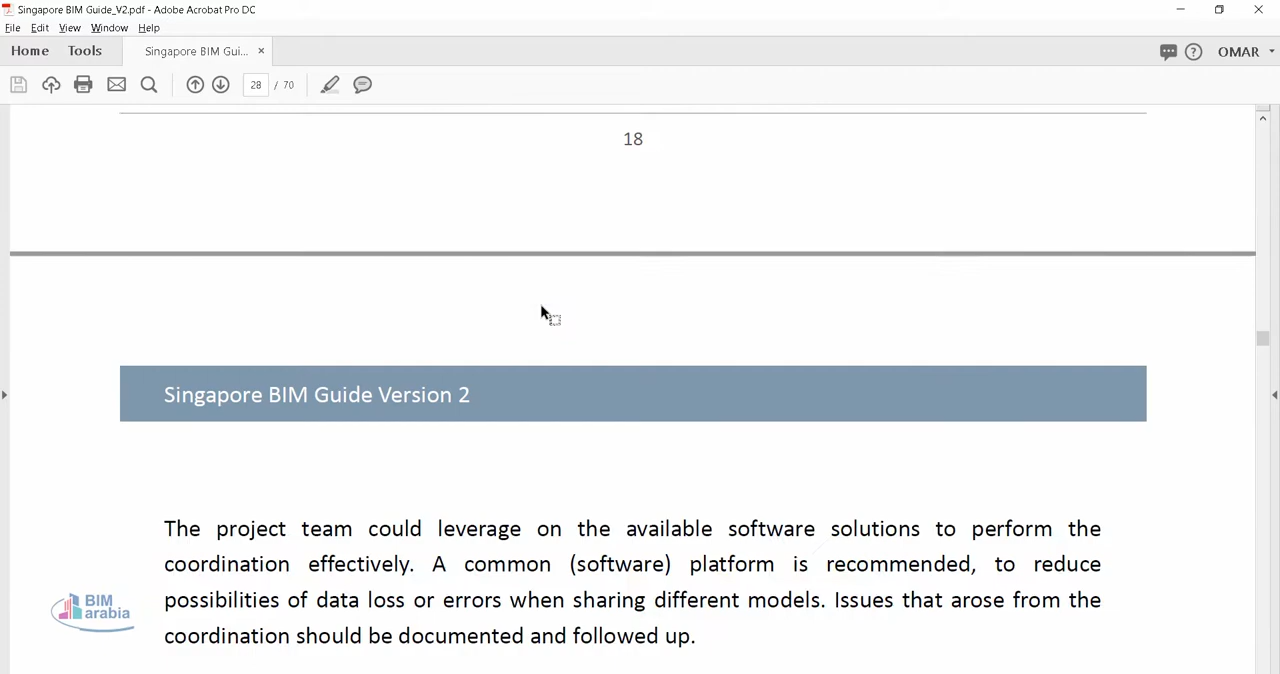 Singapore BIM Guide_V2.pdf - Adobe Acrobat Pro DC
File Edit View Window Help
Home Tools Singapore BIM Gui... × OMAR
28 / 70
18
Singapore BIM Guide Version 2
The project team could leverage on the available software solutions to perform the
coordination effectively. A common (software) platform is recommended, to reduce
possibilities of data loss or errors when sharing different models. Issues that arose from the
coordination should be documented and followed up.
BIM
arabia